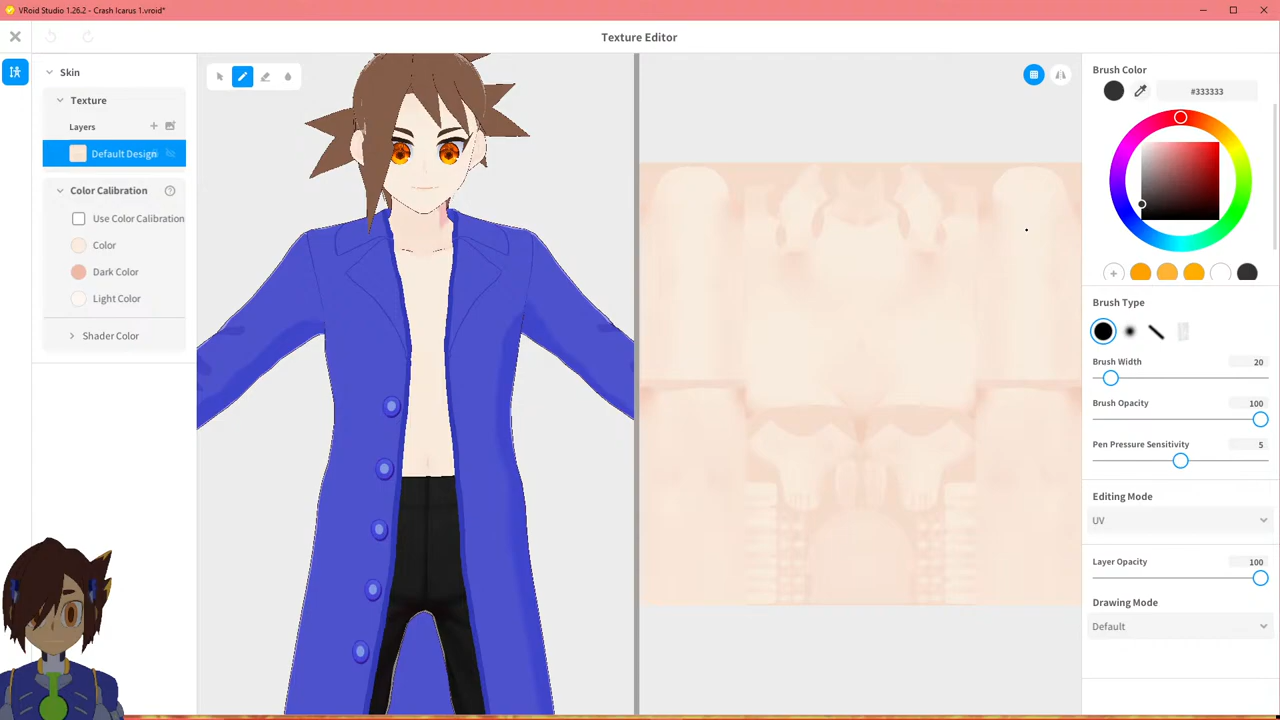 VRoid Studio 1.26.2 - Crash Icarus 1.vroid*
Texture Editor
Skin
Texture
Layers
Default Design
Color Calibration
Use Color Calibration
Color
Dark Color
Light Color
Shader Color
Brush Color
#333333
Brush Type
Brush Width 20
Brush Opacity 100
Pen Pressure Sensitivity 5
Editing Mode
UV
Layer Opacity 100
Drawing Mode
Default